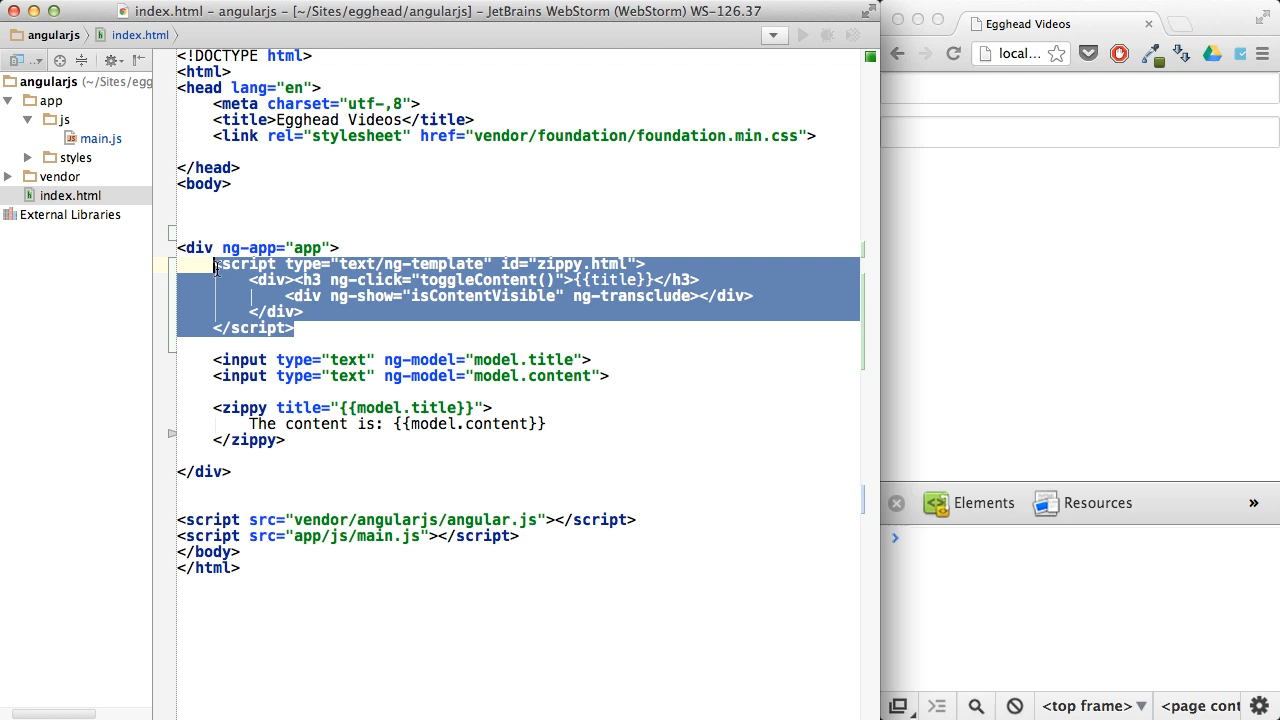 index.html - angularjs - [~/Sites/egghead/angularjs] - JetBrains WebStorm (WebStorm) WS-126.37
angularjs
index.html
angularjs (~/Sites/egg
app
js
main.js
styles
vendor
index.html
External Libraries
<!DOCTYPE html>
<html>
<head lang="en">
<meta charset="utf-,8">
<title>Egghead Videos</title>
<link rel="stylesheet" href="vendor/foundation/foundation.min.css">
</head>
<body>
<div ng-app="app">
<script type="text/ng-template" id="zippy.html">
<div><h3 ng-click="toggleContent()">{{title}}</h3>
<div ng-show="isContentVisible" ng-transclude></div>
</div>
</script>
<input type="text" ng-model="model.title">
<input type="text" ng-model="model.content">
<zippy title="{{model.title}}">
The content is: {{model.content}}
</zippy>
</div>
<script src="vendor/angularjs/angular.js"></script>
<script src="app/js/main.js"></script>
</body>
</html>
Egghead Videos
local...
Elements
Resources
»
<top frame>
<page cont